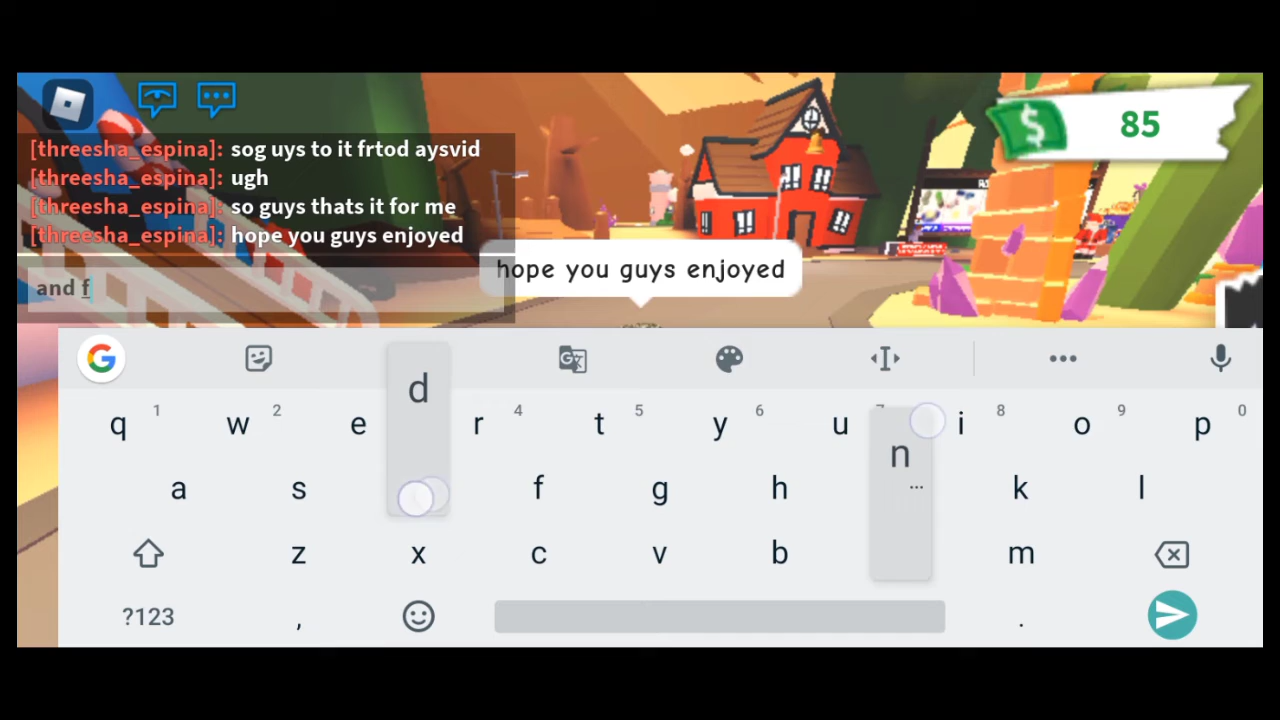 [threesha_espina]: sog uys to it frtod aysvid
[threesha_espina]: ugh
[threesha_espina]: so guys thats it for me
[threesha_espina]: hope you guys enjoyed
and f
hope you guys enjoyed
$ 85
G
d
n
...
q 1 w 2 e r 4 t 5 y 6 u 7 i 8 o 9 p 0
a s f g h k l
z x c v b m
?123 , .